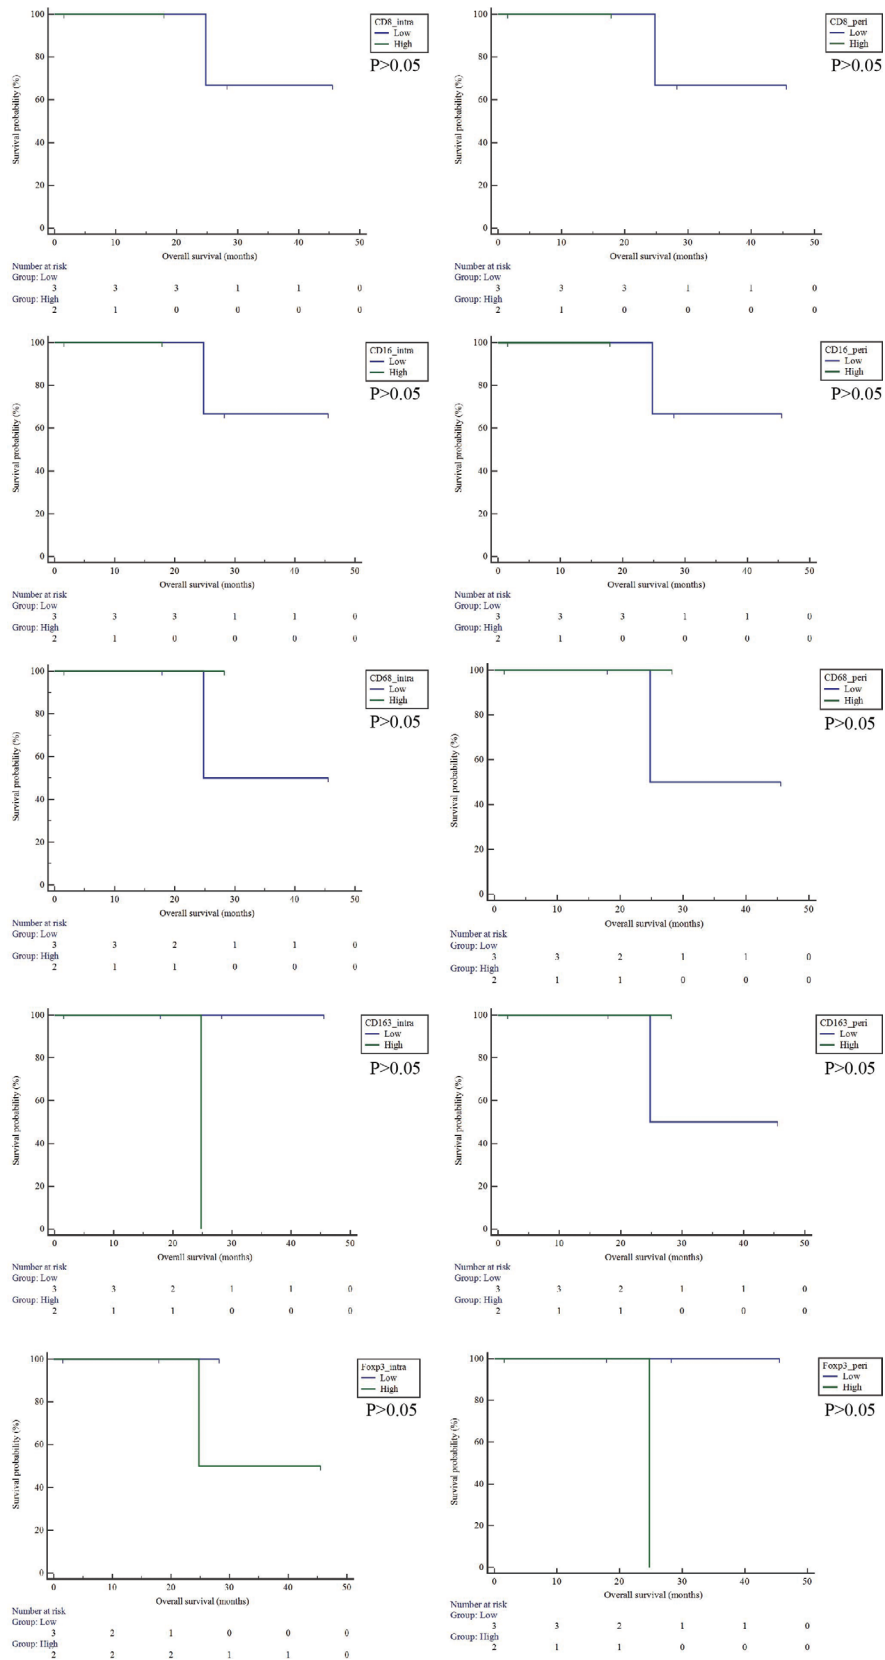 CD8_intra
Low
High
P>0.05
Survival probability (%)
100
80
60
40
20
0
0 10 20 30 40 50
Overall survival (months)
Number at risk
Group: Low
3 3 3 1 1 0
Group: High
2 1 0 0 0 0
CD8_peri
Low
High
P>0.05
Survival probability (%)
100
80
60
40
20
0
0 10 20 30 40 50
Overall survival (months)
Number at risk
Group: Low
3 3 3 1 1 0
Group: High
2 1 0 0 0 0
CD16_intra
Low
High
P>0.05
Survival probability (%)
100
80
60
40
20
0
0 10 20 30 40 50
Overall survival (months)
Number at risk
Group: Low
3 3 3 1 1 0
Group: High
2 1 0 0 0 0
CD16_peri
Low
High
P>0.05
Survival probability (%)
100
80
60
40
20
0
0 10 20 30 40 50
Overall survival (months)
Number at risk
Group: Low
3 3 3 1 1 0
Group: High
2 1 0 0 0 0
CD68_intra
Low
High
P>0.05
Survival probability (%)
100
80
60
40
20
0
0 10 20 30 40 50
Overall survival (months)
Number at risk
Group: Low
3 3 2 1 1 0
Group: High
2 1 1 0 0 0
CD68_peri
Low
High
P>0.05
Survival probability (%)
100
80
60
40
20
0
0 10 20 30 40 50
Overall survival (months)
Number at risk
Group: Low
3 3 2 1 1 0
Group: High
2 1 1 0 0 0
CD163_intra
Low
High
P>0.05
Survival probability (%)
100
80
60
40
20
0
0 10 20 30 40 50
Overall survival (months)
Number at risk
Group: Low
3 3 2 1 1 0
Group: High
2 1 1 0 0 0
CD163_peri
Low
High
P>0.05
Survival probability (%)
100
80
60
40
20
0
0 10 20 30 40 50
Overall survival (months)
Number at risk
Group: Low
3 3 2 1 1 0
Group: High
2 1 1 0 0 0
Foxp3_intra
Low
High
P>0.05
Survival probability (%)
100
80
60
40
20
0
0 10 20 30 40 50
Overall survival (months)
Number at risk
Group: Low
3 2 1 0 0 0
Group: High
2 2 2 1 1 0
Foxp3_peri
Low
High
P>0.05
Survival probability (%)
100
80
60
40
20
0
0 10 20 30 40 50
Overall survival (months)
Number at risk
Group: Low
3 3 2 1 1 0
Group: High
2 1 1 0 0 0